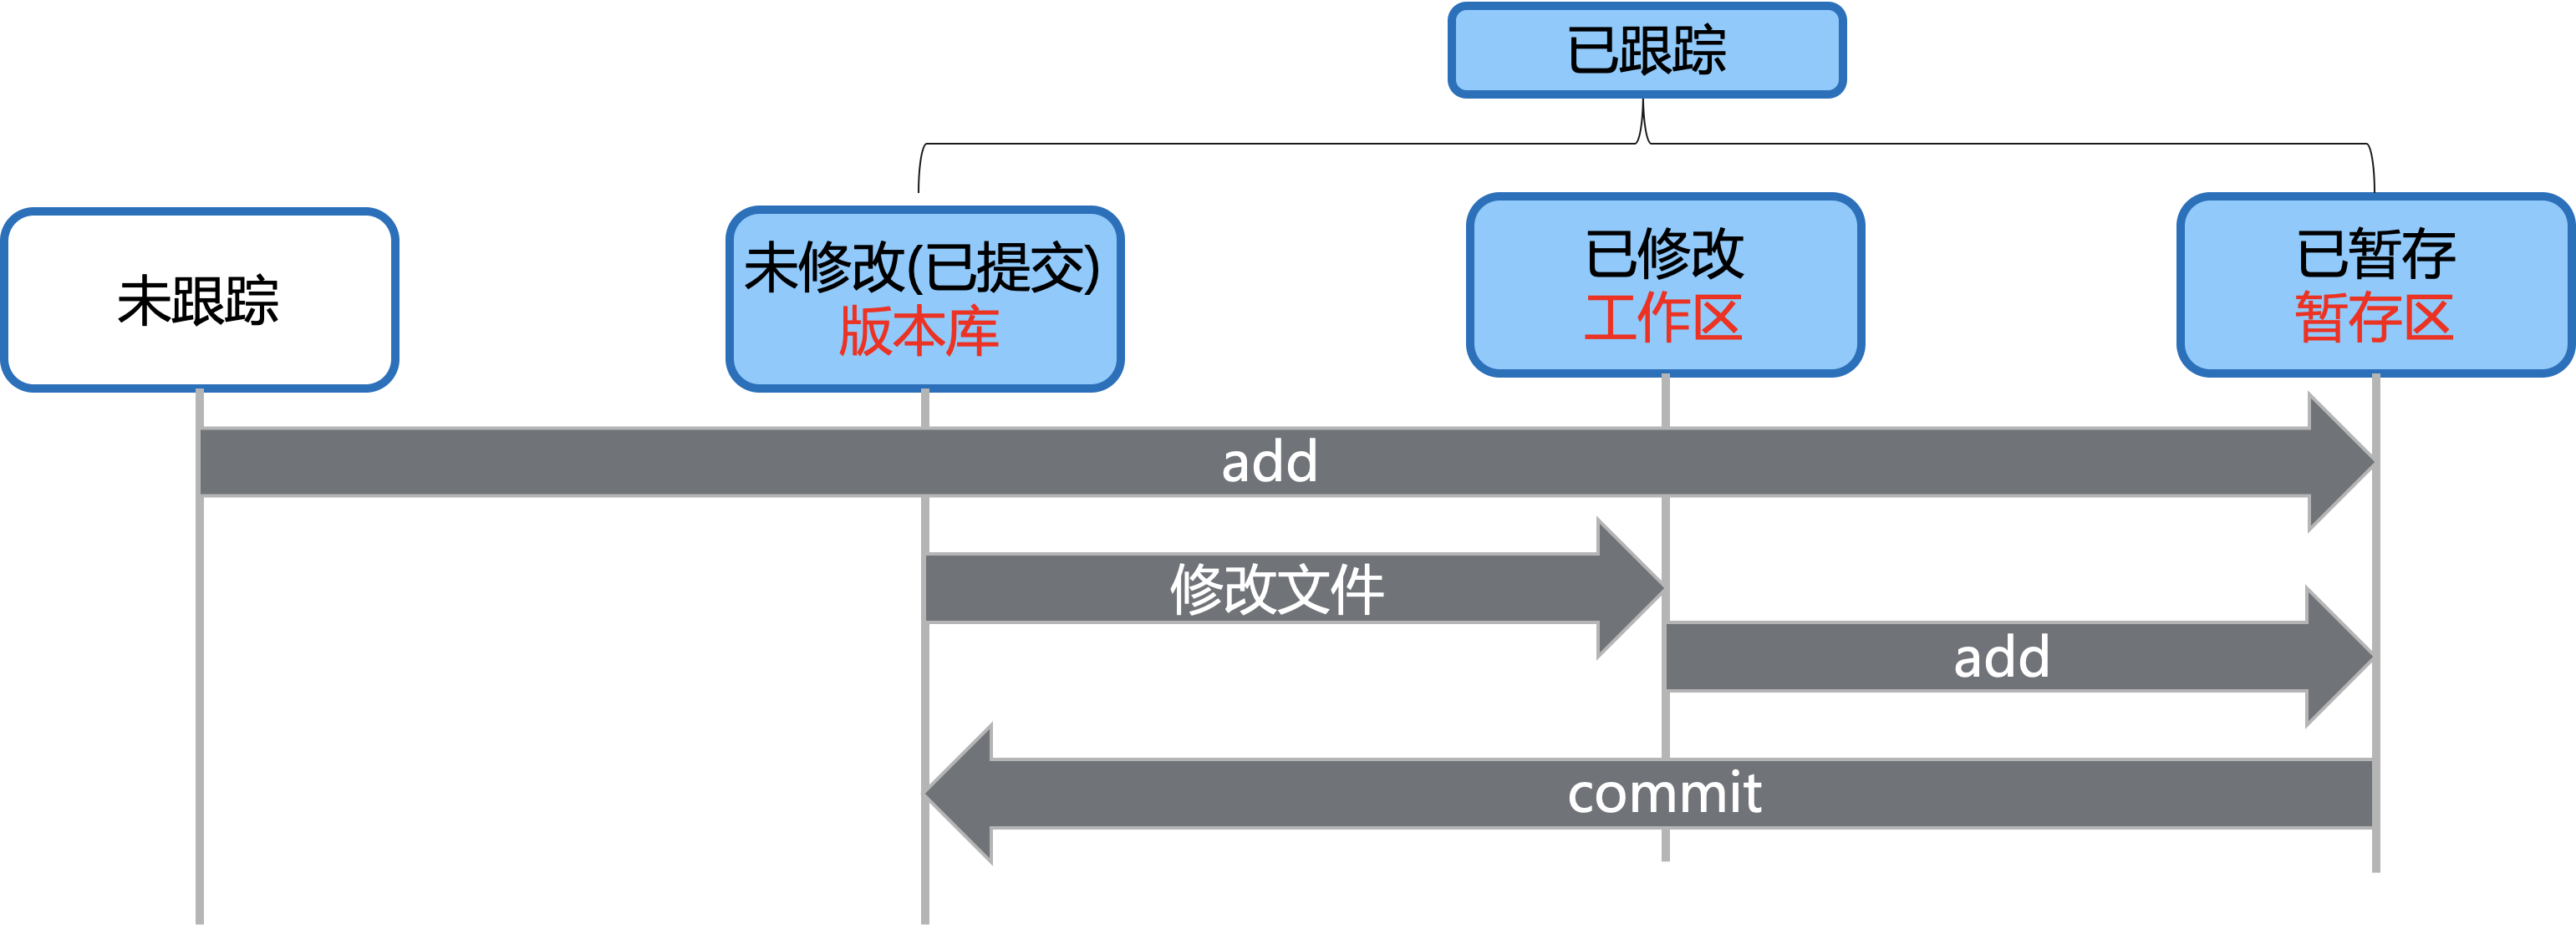 已跟踪
未跟踪
未修改(已提交)
版本库
已修改
工作区
已暂存
暂存区
add
修改文件
add
commit